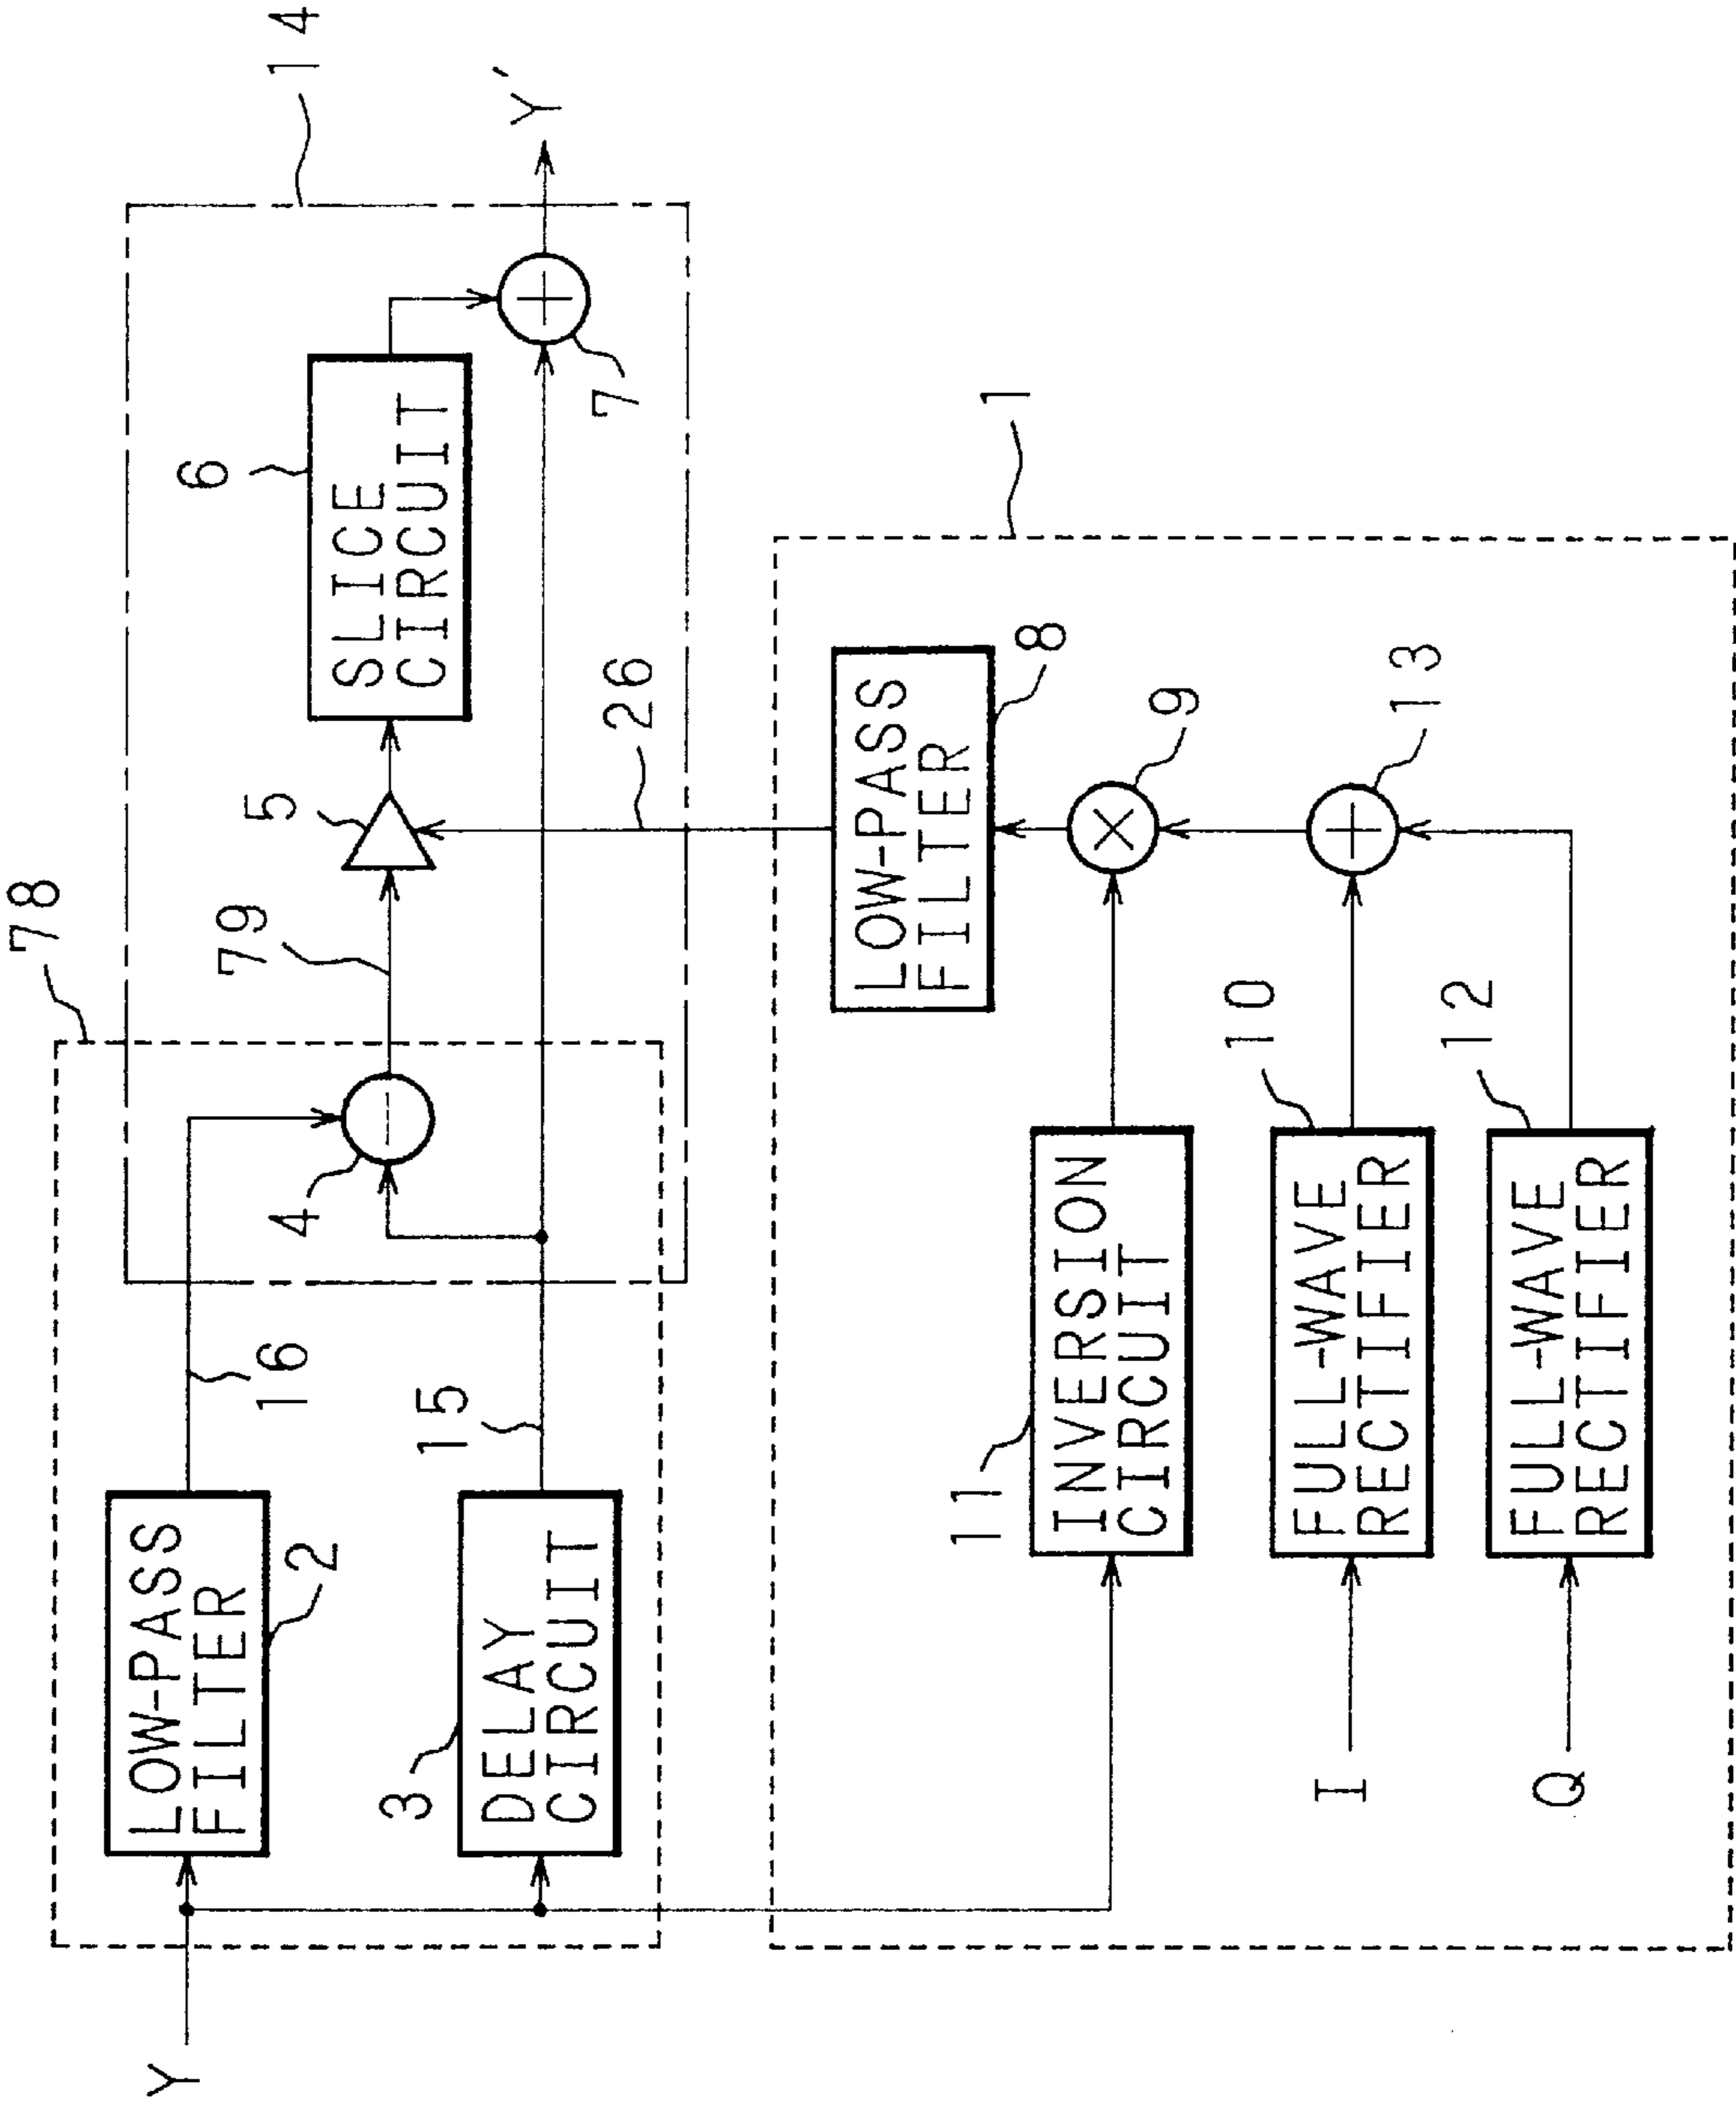 78
14
LOW-PASS
FILTER
2
16
4
79
5
6
SLICE
CIRCUIT
Y
3
DELAY
CIRCUIT
15
7
Y′
26
1
LOW-PASS
FILTER
8
11
INVERSION
CIRCUIT
9
I
FULL-WAVE
RECTIFIER
10
13
Q
FULL-WAVE
RECTIFIER
12